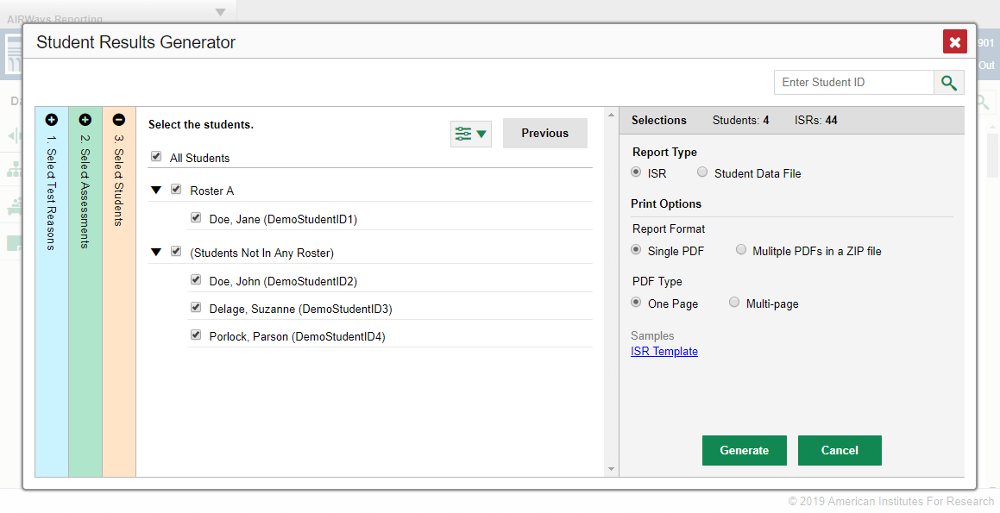 AIRWays Reporting
Student Results Generator
901
Out
Enter Student ID
1. Select Test Reasons
2. Select Assessments
3. Select Students
Select the students.
Previous
All Students
Roster A
Doe, Jane (DemoStudentID1)
(Students Not In Any Roster)
Doe, John (DemoStudentID2)
Delage, Suzanne (DemoStudentID3)
Porlock, Parson (DemoStudentID4)
Selections Students: 4 ISRs: 44
Report Type
ISR Student Data File
Print Options
Report Format
Single PDF Mulitple PDFs in a ZIP file
PDF Type
One Page Multi-page
Samples
ISR Template
Generate Cancel
© 2019 American Institutes For Research